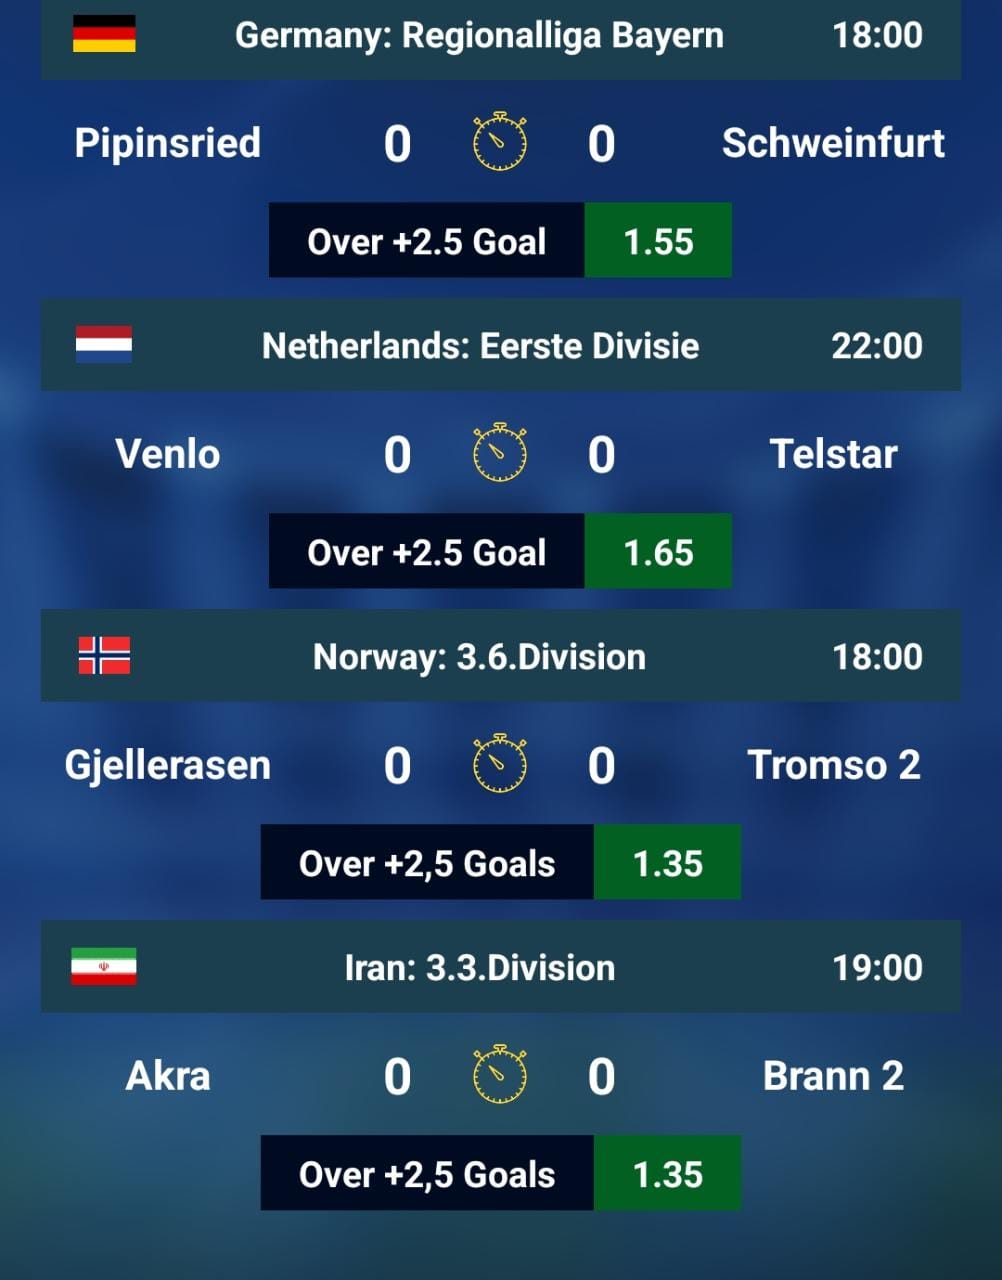 Germany: Regionalliga Bayern 18:00
Pipinsried 0 0 Schweinfurt
Over +2.5 Goal 1.55
Netherlands: Eerste Divisie 22:00
Venlo 0 0 Telstar
Over +2.5 Goal 1.65
Norway: 3.6.Division 18:00
Gjellerasen 0 0 Tromso 2
Over +2,5 Goals 1.35
Iran: 3.3.Division 19:00
Akra 0 0 Brann 2
Over +2,5 Goals 1.35